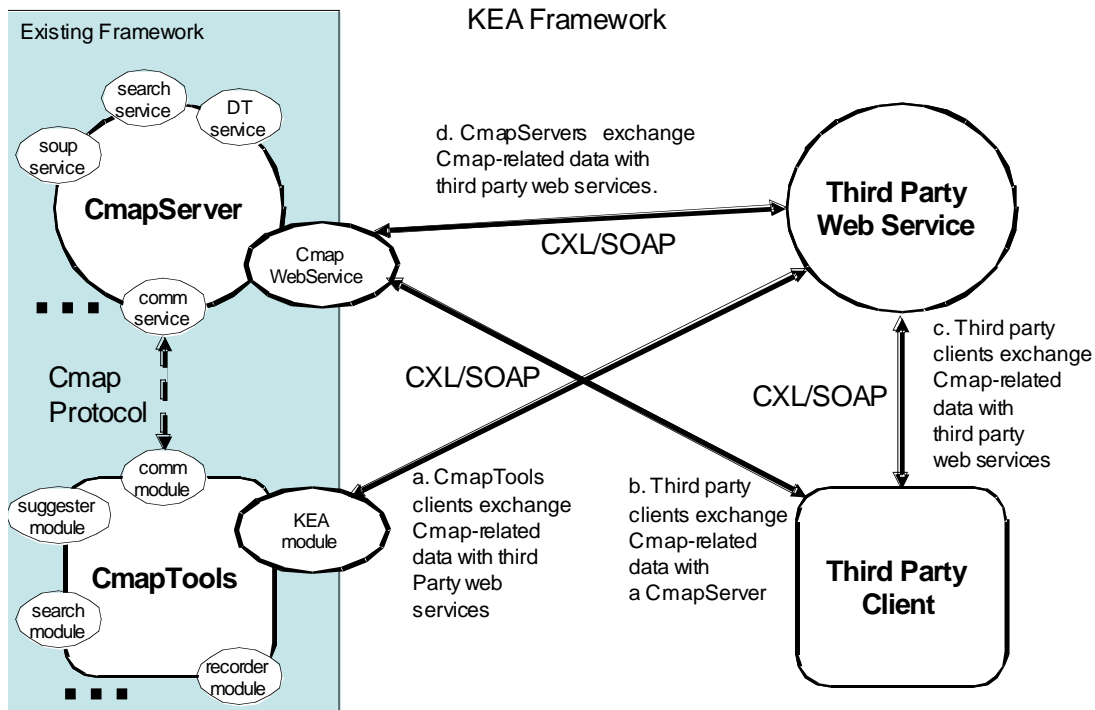 KEA Framework
Existing Framework
search
service
DT
service
soup
service
CmapServer
Cmap
WebService
comm
service
d. CmapServers exchange
Cmap-related data with
third party web services.
CXL/SOAP
Third Party
Web Service
Cmap
Protocol
CXL/SOAP
CXL/SOAP
c. Third party
clients exchange
Cmap-related
data with
third party
web services
comm
module
suggester
module
KEA
module
CmapTools
search
module
recorder
module
a. CmapTools
clients exchange
Cmap-related
data with third
Party web
services
b. Third party
clients exchange
Cmap-related
data with
a CmapServer
Third Party
Client